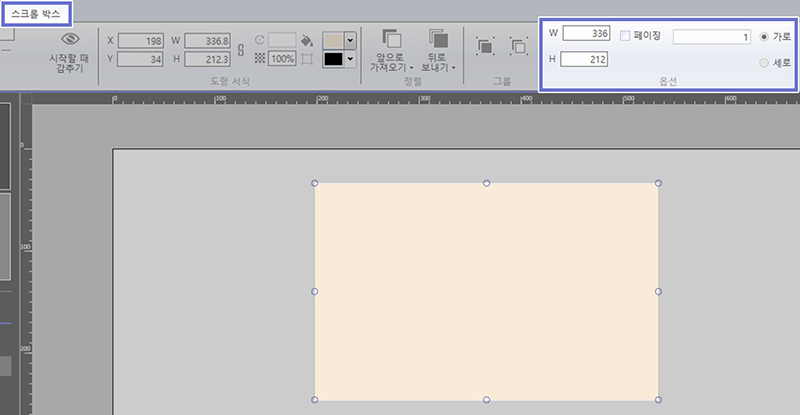 스크롤 박스
시작할 때
감추기
X 198 W 336.8
Y 34 H 212.3 100%
도형 서식
앞으로
가져오기
뒤로
보내기
정렬
그룹
W 336 페이징 1 가로
H 212 세로
옵션
0 100 200 300 400 500 600
0
100
200